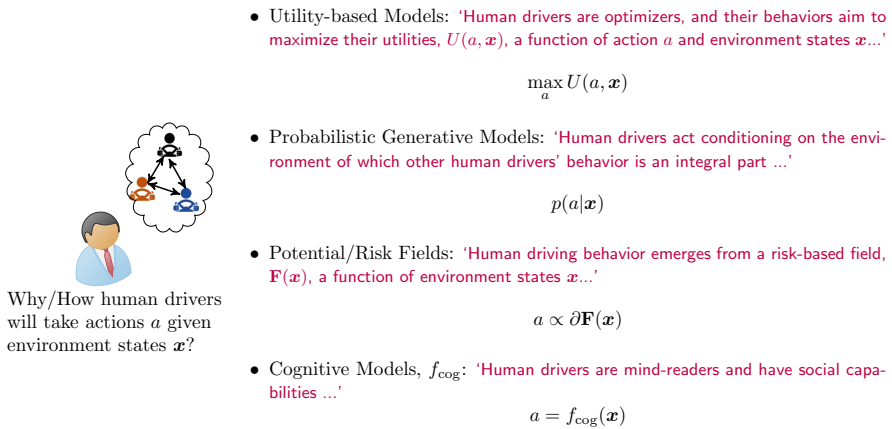 • Utility-based Models: ‘Human drivers are optimizers, and their behaviors aim to
maximize their utilities, U(a, x), a function of action a and environment states x...’
max_a U(a, x)
• Probabilistic Generative Models: ‘Human drivers act conditioning on the envi-
ronment of which other human drivers’ behavior is an integral part ...’
p(a|x)
• Potential/Risk Fields: ‘Human driving behavior emerges from a risk-based field,
F(x), a function of environment states x...’
a ∝ ∂F(x)
• Cognitive Models, f_cog: ‘Human drivers are mind-readers and have social capa-
bilities ...’
a = f_cog(x)
Why/How human drivers
will take actions a given
environment states x?